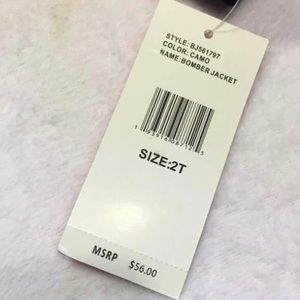 STYLE: BJ561797
COLOR: CAMO
NAME:BOMBER JACKET
SIZE:2T
MSRP $56.00